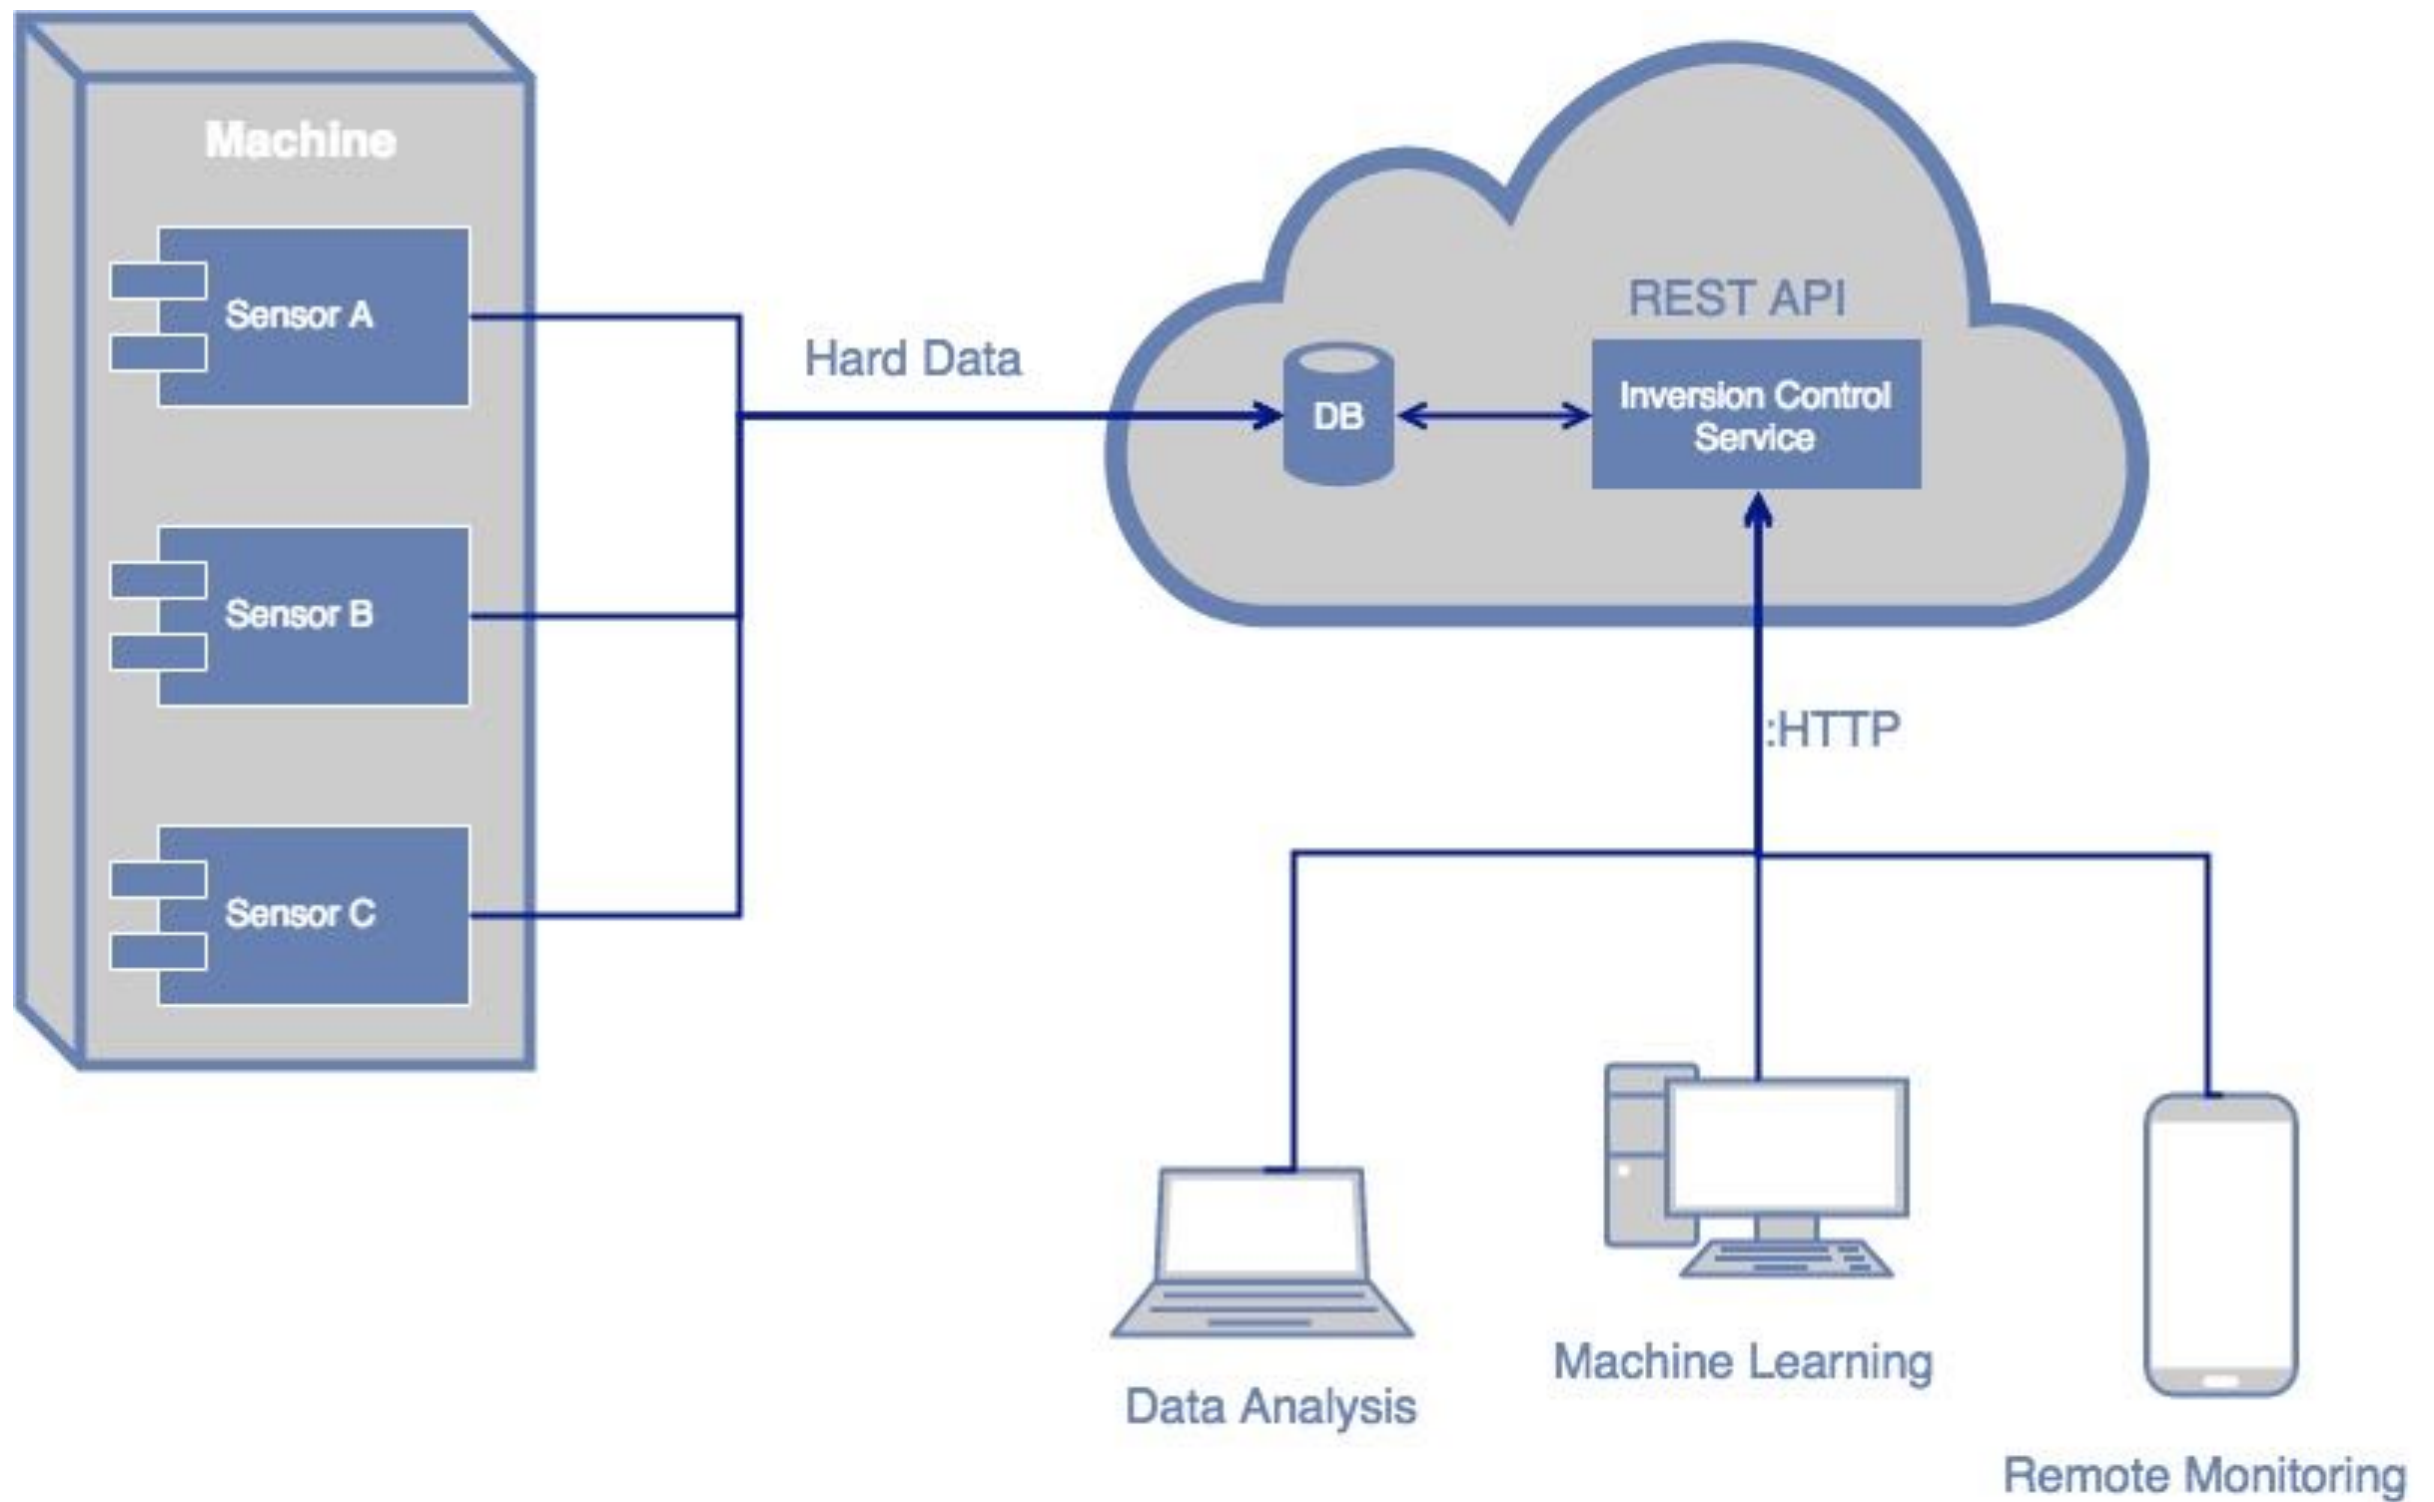 Machine
Sensor A
Sensor B
Sensor C
Hard Data
REST API
DB
Inversion Control
Service
:HTTP
Data Analysis
Machine Learning
Remote Monitoring